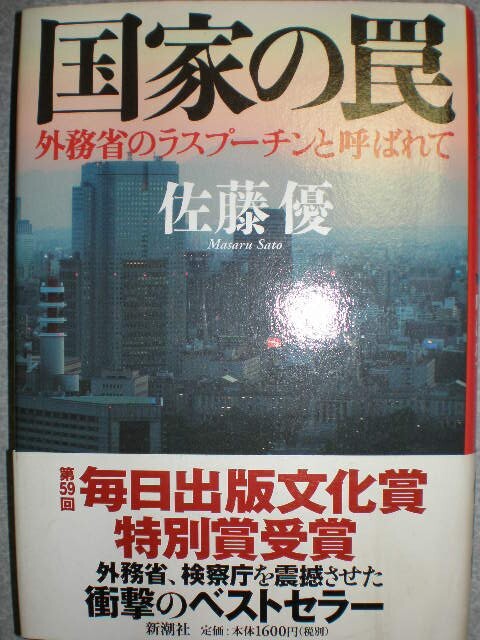 国家の罠
外務省のラスプーチンと呼ばれて
佐藤優
Masaru Sato
第59回
毎日出版文化賞
特別賞受賞
外務省、検察庁を震撼させた
衝撃のベストセラー
新潮社 定価:本体1600円(税別)